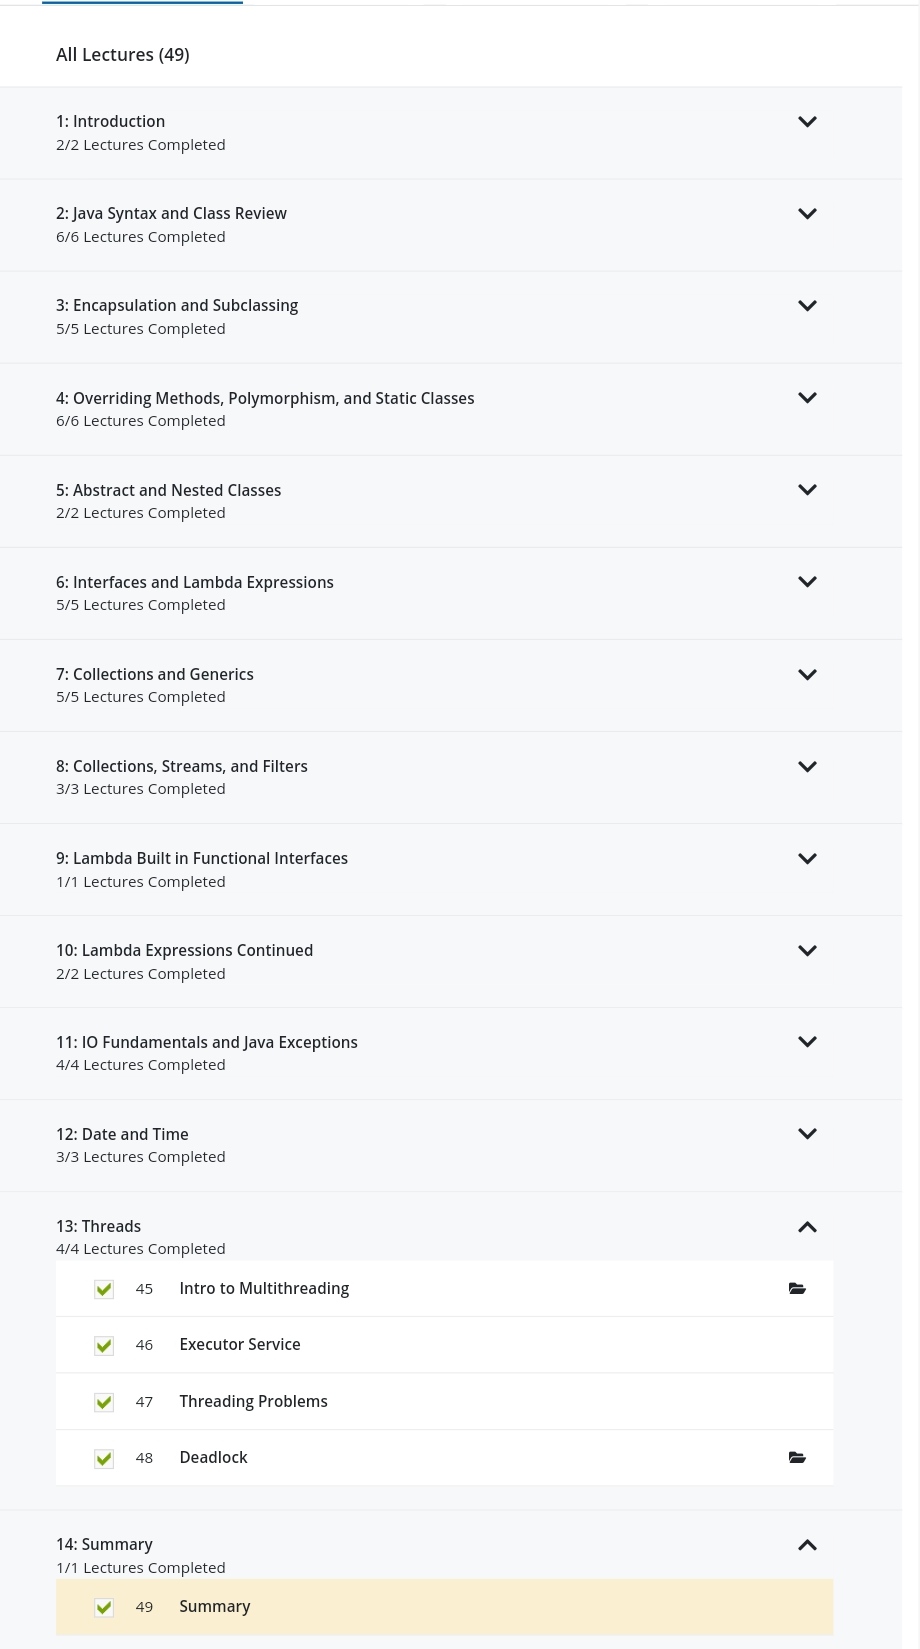 All Lectures (49)
1: Introduction
2/2 Lectures Completed
2: Java Syntax and Class Review
6/6 Lectures Completed
3: Encapsulation and Subclassing
5/5 Lectures Completed
4: Overriding Methods, Polymorphism, and Static Classes
6/6 Lectures Completed
5: Abstract and Nested Classes
2/2 Lectures Completed
6: Interfaces and Lambda Expressions
5/5 Lectures Completed
7: Collections and Generics
5/5 Lectures Completed
8: Collections, Streams, and Filters
3/3 Lectures Completed
9: Lambda Built in Functional Interfaces
1/1 Lectures Completed
10: Lambda Expressions Continued
2/2 Lectures Completed
11: IO Fundamentals and Java Exceptions
4/4 Lectures Completed
12: Date and Time
3/3 Lectures Completed
13: Threads
4/4 Lectures Completed
45 Intro to Multithreading
46 Executor Service
47 Threading Problems
48 Deadlock
14: Summary
1/1 Lectures Completed
49 Summary